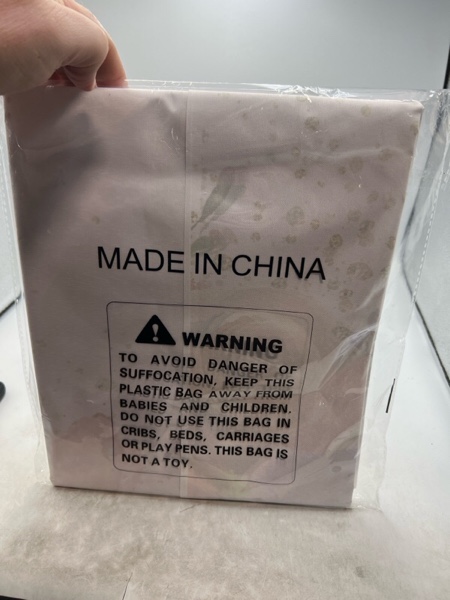 MADE IN CHINA
WARNING
TO AVOID DANGER OF
SUFFOCATION, KEEP THIS
PLASTIC BAG AWAY FROM
BABIES AND CHILDREN.
DO NOT USE THIS BAG IN
CRIBS, BEDS, CARRIAGES
OR PLAY PENS. THIS BAG IS
NOT A TOY.